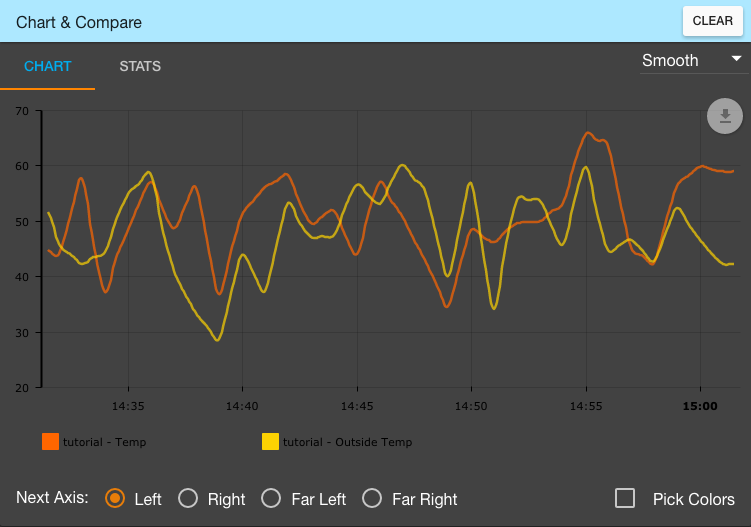 Chart & Compare
CLEAR
CHART STATS
Smooth
70
60
50
40
30
20
14:35 14:40 14:45 14:50 14:55 15:00
tutorial - Temp tutorial - Outside Temp
Next Axis: Left Right Far Left Far Right Pick Colors